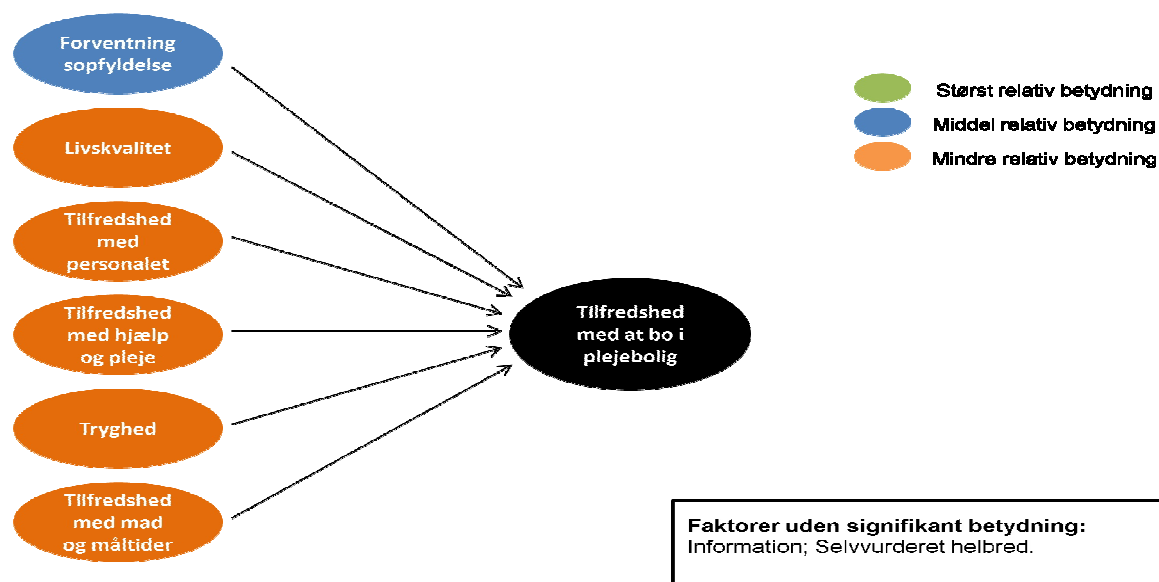 Forventning
sopfyldelse
Livskvalitet
Tilfredshed
med
personalet
Tilfredshed
med hjælp
og pleje
Tryghed
Tilfredshed
med mad
og måltider
Tilfredshed
med at bo i
plejebolig
Størst relativ betydning
Middel relativ betydning
Mindre relativ betydning
Faktorer uden signifikant betydning:
Information; Selvvurderet helbred.